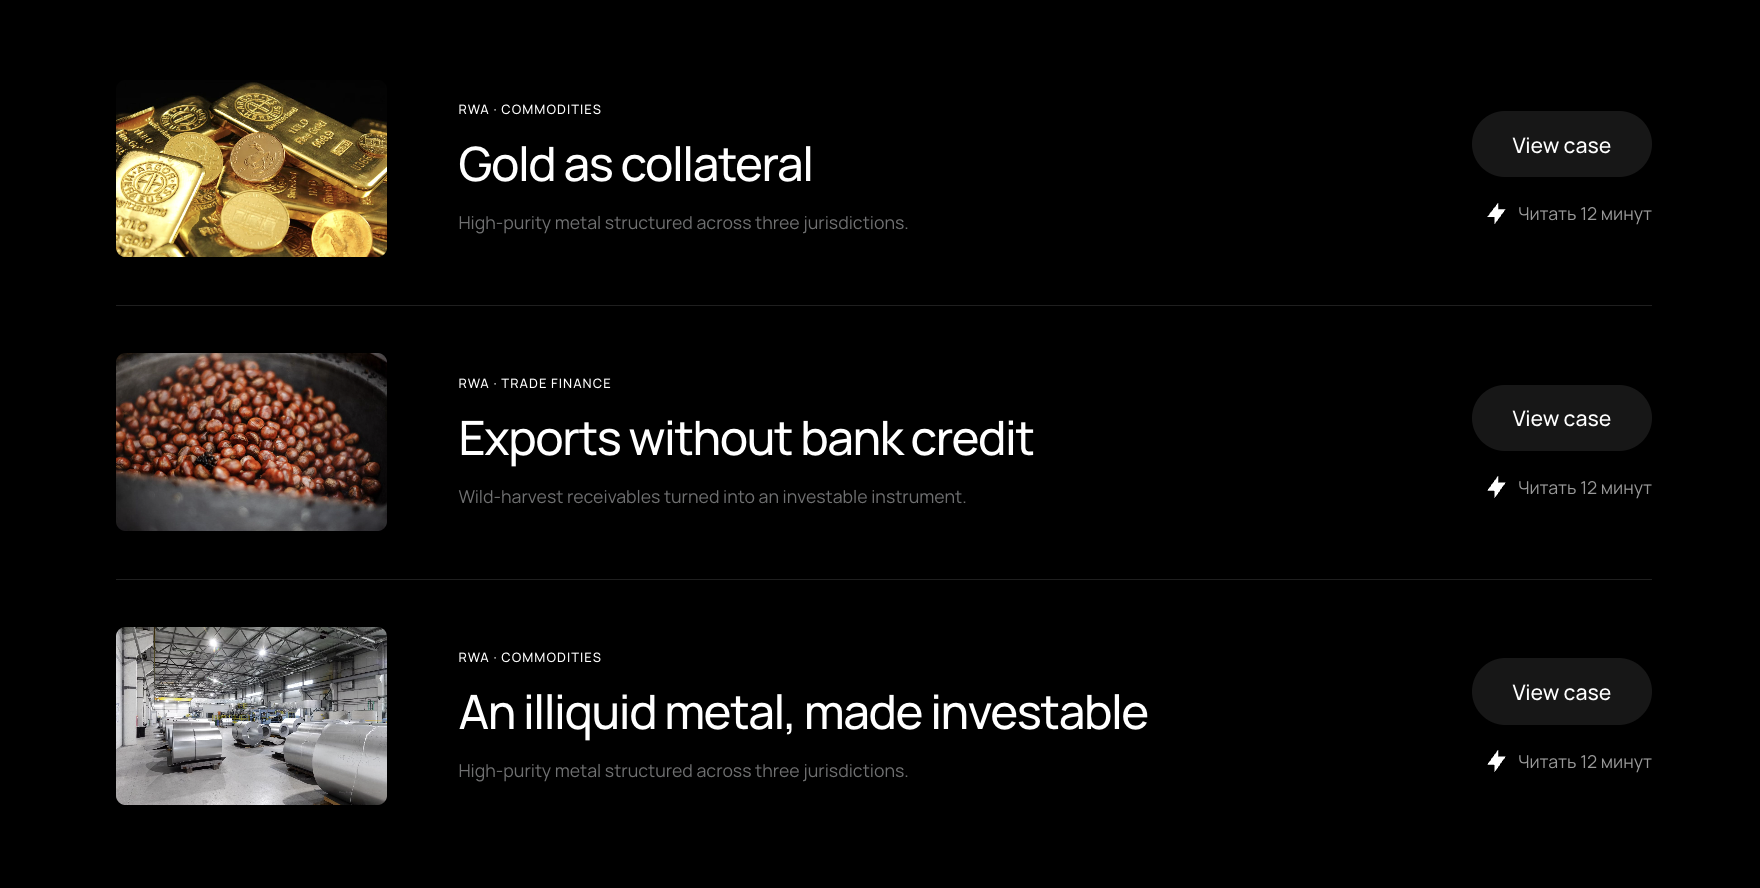 RWA · COMMODITIES
Gold as collateral
High-purity metal structured across three jurisdictions.
View case
Читать 12 минут
RWA · TRADE FINANCE
Exports without bank credit
Wild-harvest receivables turned into an investable instrument.
View case
Читать 12 минут
RWA · COMMODITIES
An illiquid metal, made investable
High-purity metal structured across three jurisdictions.
View case
Читать 12 минут